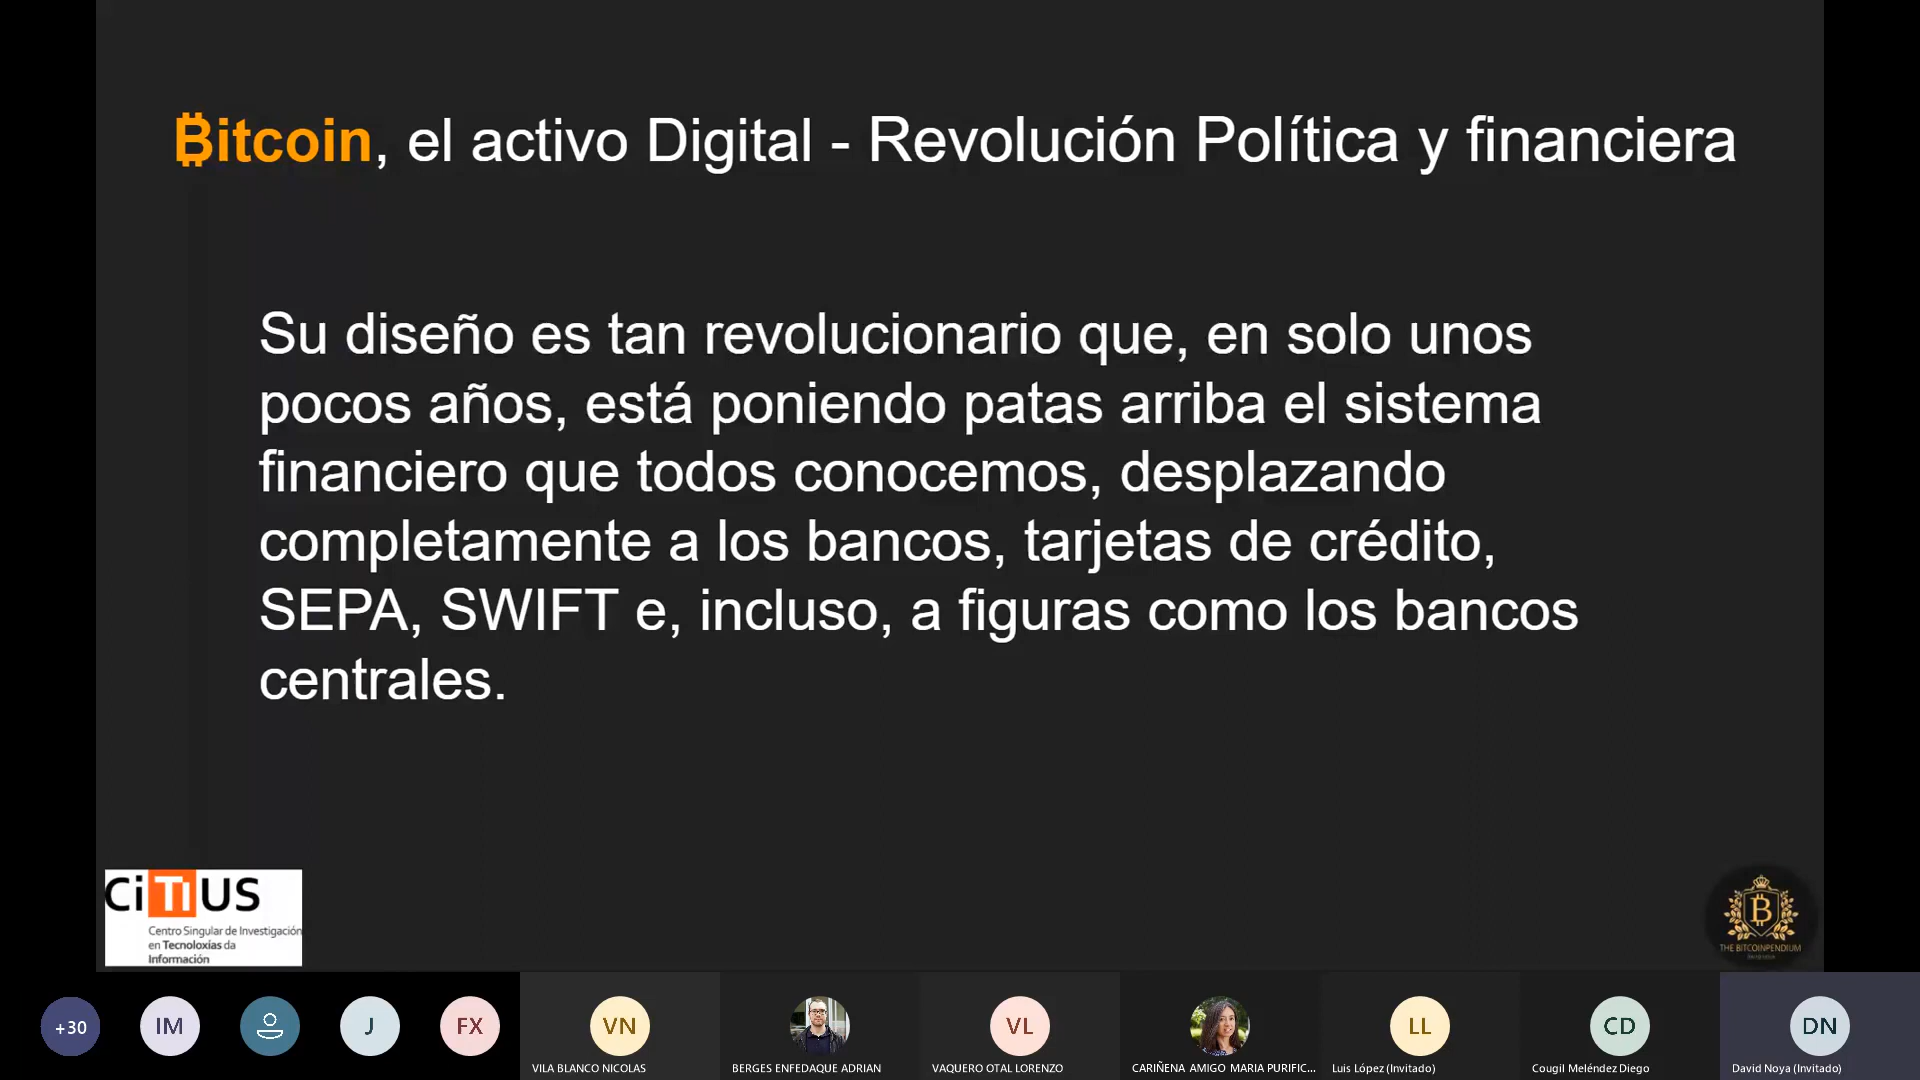 ₿itcoin, el activo Digital - Revolución Política y financiera
Su diseño es tan revolucionario que, en solo unos
pocos años, está poniendo patas arriba el sistema
financiero que todos conocemos, desplazando
completamente a los bancos, tarjetas de crédito,
SEPA, SWIFT e, incluso, a figuras como los bancos
centrales.
CiTIUS
Centro Singular de Investigación
en Tecnoloxías da
Información
THE BITCOINPENDIUM
+30
IM
J
FX
VN
VL
LL
CD
DN
VILA BLANCO NICOLAS
BERGES ENFEDAQUE ADRIAN
VAQUERO OTAL LORENZO
CARIÑENA AMIGO MARIA PURIFIC...
Luis López (Invitado)
Cougil Meléndez Diego
David Noya (Invitado)